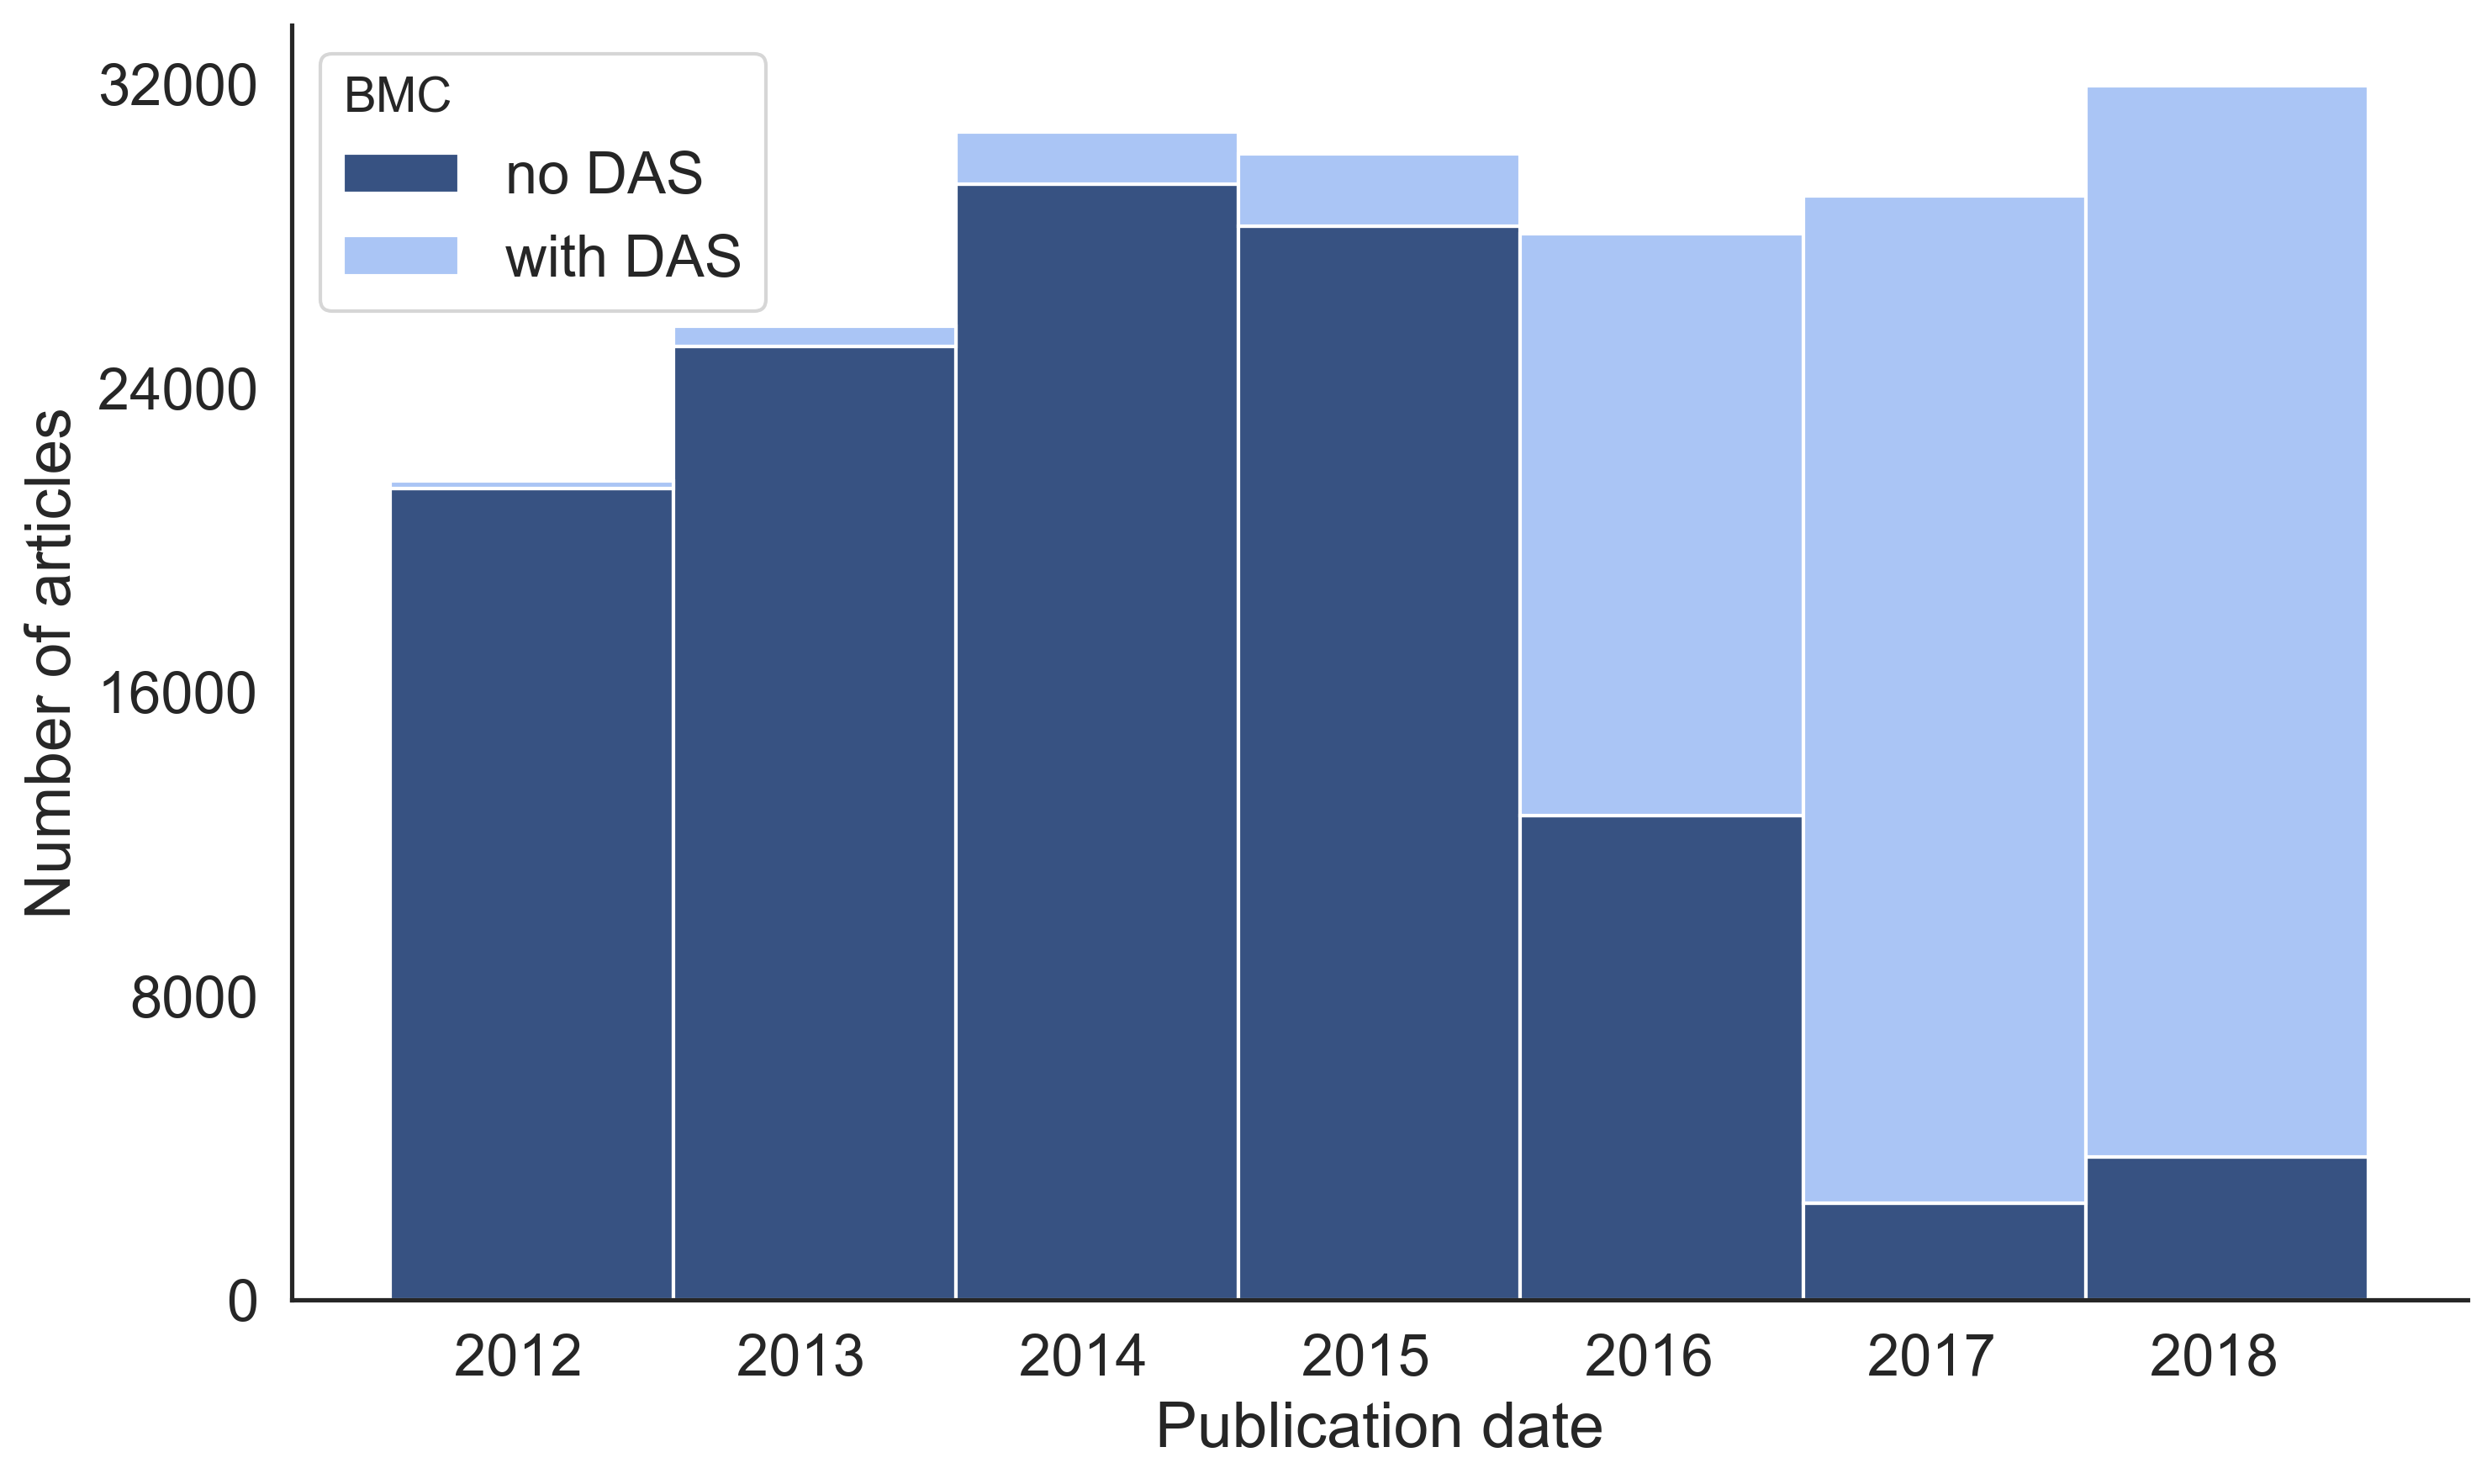 BMC
no DAS
with DAS
Number of articles
32000
24000
16000
8000
0
2012 2013 2014 2015 2016 2017 2018
Publication date